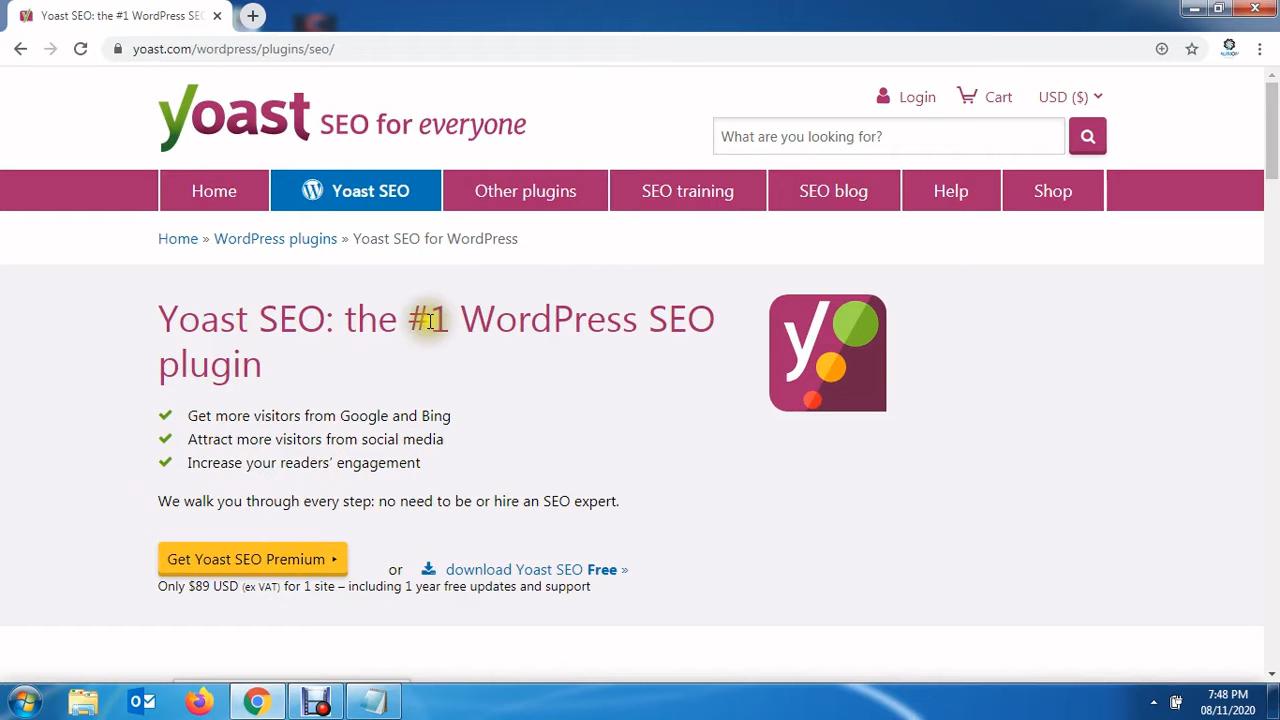 Yoast SEO: the #1 WordPress SEO
yoast.com/wordpress/plugins/seo/
yoast SEO for everyone
Login Cart USD ($)
What are you looking for?
Home Yoast SEO Other plugins SEO training SEO blog Help Shop
Home » WordPress plugins » Yoast SEO for WordPress
Yoast SEO: the #1 WordPress SEO
plugin
Get more visitors from Google and Bing
Attract more visitors from social media
Increase your readers’ engagement
We walk you through every step: no need to be or hire an SEO expert.
Get Yoast SEO Premium
or download Yoast SEO Free »
Only $89 USD (ex VAT) for 1 site – including 1 year free updates and support
7:48 PM
08/11/2020